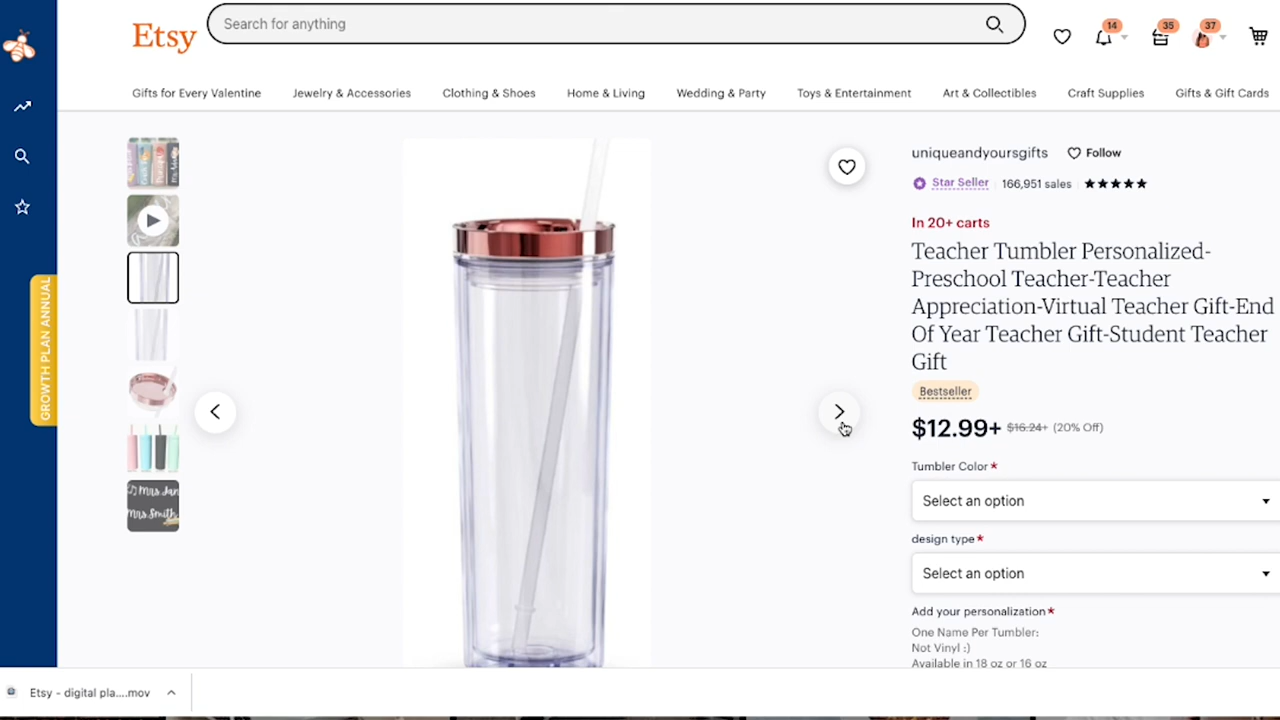 Etsy
Search for anything
14
35
37
Gifts for Every Valentine
Jewelry & Accessories
Clothing & Shoes
Home & Living
Wedding & Party
Toys & Entertainment
Art & Collectibles
Craft Supplies
Gifts & Gift Cards
GROWTH PLAN ANNUAL
Mrs. Jan
Mrs. Smith
uniqueandyoursgifts
Follow
Star Seller
166,951 sales
In 20+ carts
Teacher Tumbler Personalized-
Preschool Teacher-Teacher
Appreciation-Virtual Teacher Gift-End
Of Year Teacher Gift-Student Teacher
Gift
Bestseller
$12.99+ $16.24+ (20% Off)
Tumbler Color *
Select an option
design type *
Select an option
Add your personalization *
One Name Per Tumbler:
Not Vinyl :)
Available in 18 oz or 16 oz
Etsy - digital pla....mov